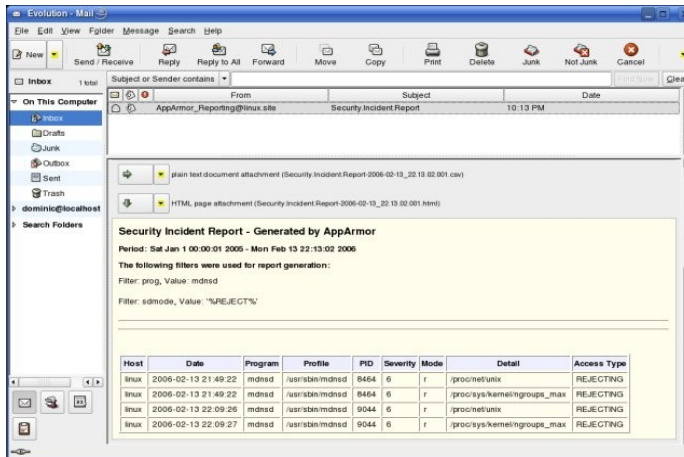 Evolution - Mail
File Edit View Folder Message Search Help
New Send / Receive Reply Reply to All Forward Move Copy Print Delete Junk Not Junk Cancel
Inbox 1 total Subject or Sender contains Find Now Clea
On This Computer
Inbox
Drafts
Junk
Outbox
Sent
Trash
dominic@localhost
Search Folders
From Subject Date
AppArmor_Reporting@linux.site Security.Incident.Report 10:13 PM
plain text document attachment (Security.Incident.Report-2006-02-13_22.13.02.001.csv)
HTML page attachment (Security.Incident.Report-2006-02-13_22.13.02.001.html)
Security Incident Report - Generated by AppArmor
Period: Sat Jan 1 00:00:01 2005 - Mon Feb 13 22:13:02 2006
The following filters were used for report generation:
Filter: prog, Value: mdnsd
Filter: sdmode, Value: '%REJECT%'
Host Date Program Profile PID Severity Mode Detail Access Type
linux 2006-02-13 21:49:22 mdnsd /usr/sbin/mdnsd 8464 6 r /proc/net/unix REJECTING
linux 2006-02-13 21:49:22 mdnsd /usr/sbin/mdnsd 8464 6 r /proc/sys/kernel/ngroups_max REJECTING
linux 2006-02-13 22:09:26 mdnsd /usr/sbin/mdnsd 9044 6 r /proc/net/unix REJECTING
linux 2006-02-13 22:09:27 mdnsd /usr/sbin/mdnsd 9044 6 r /proc/sys/kernel/ngroups_max REJECTING